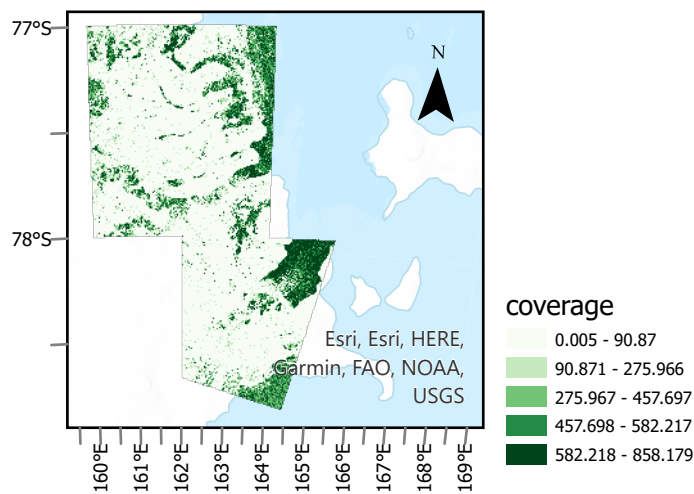 77°S
N
78°S
Esri, Esri, HERE,
Garmin, FAO, NOAA,
USGS
160°E
161°E
162°E
163°E
164°E
165°E
166°E
167°E
168°E
169°E
coverage
0.005 - 90.87
90.871 - 275.966
275.967 - 457.697
457.698 - 582.217
582.218 - 858.179